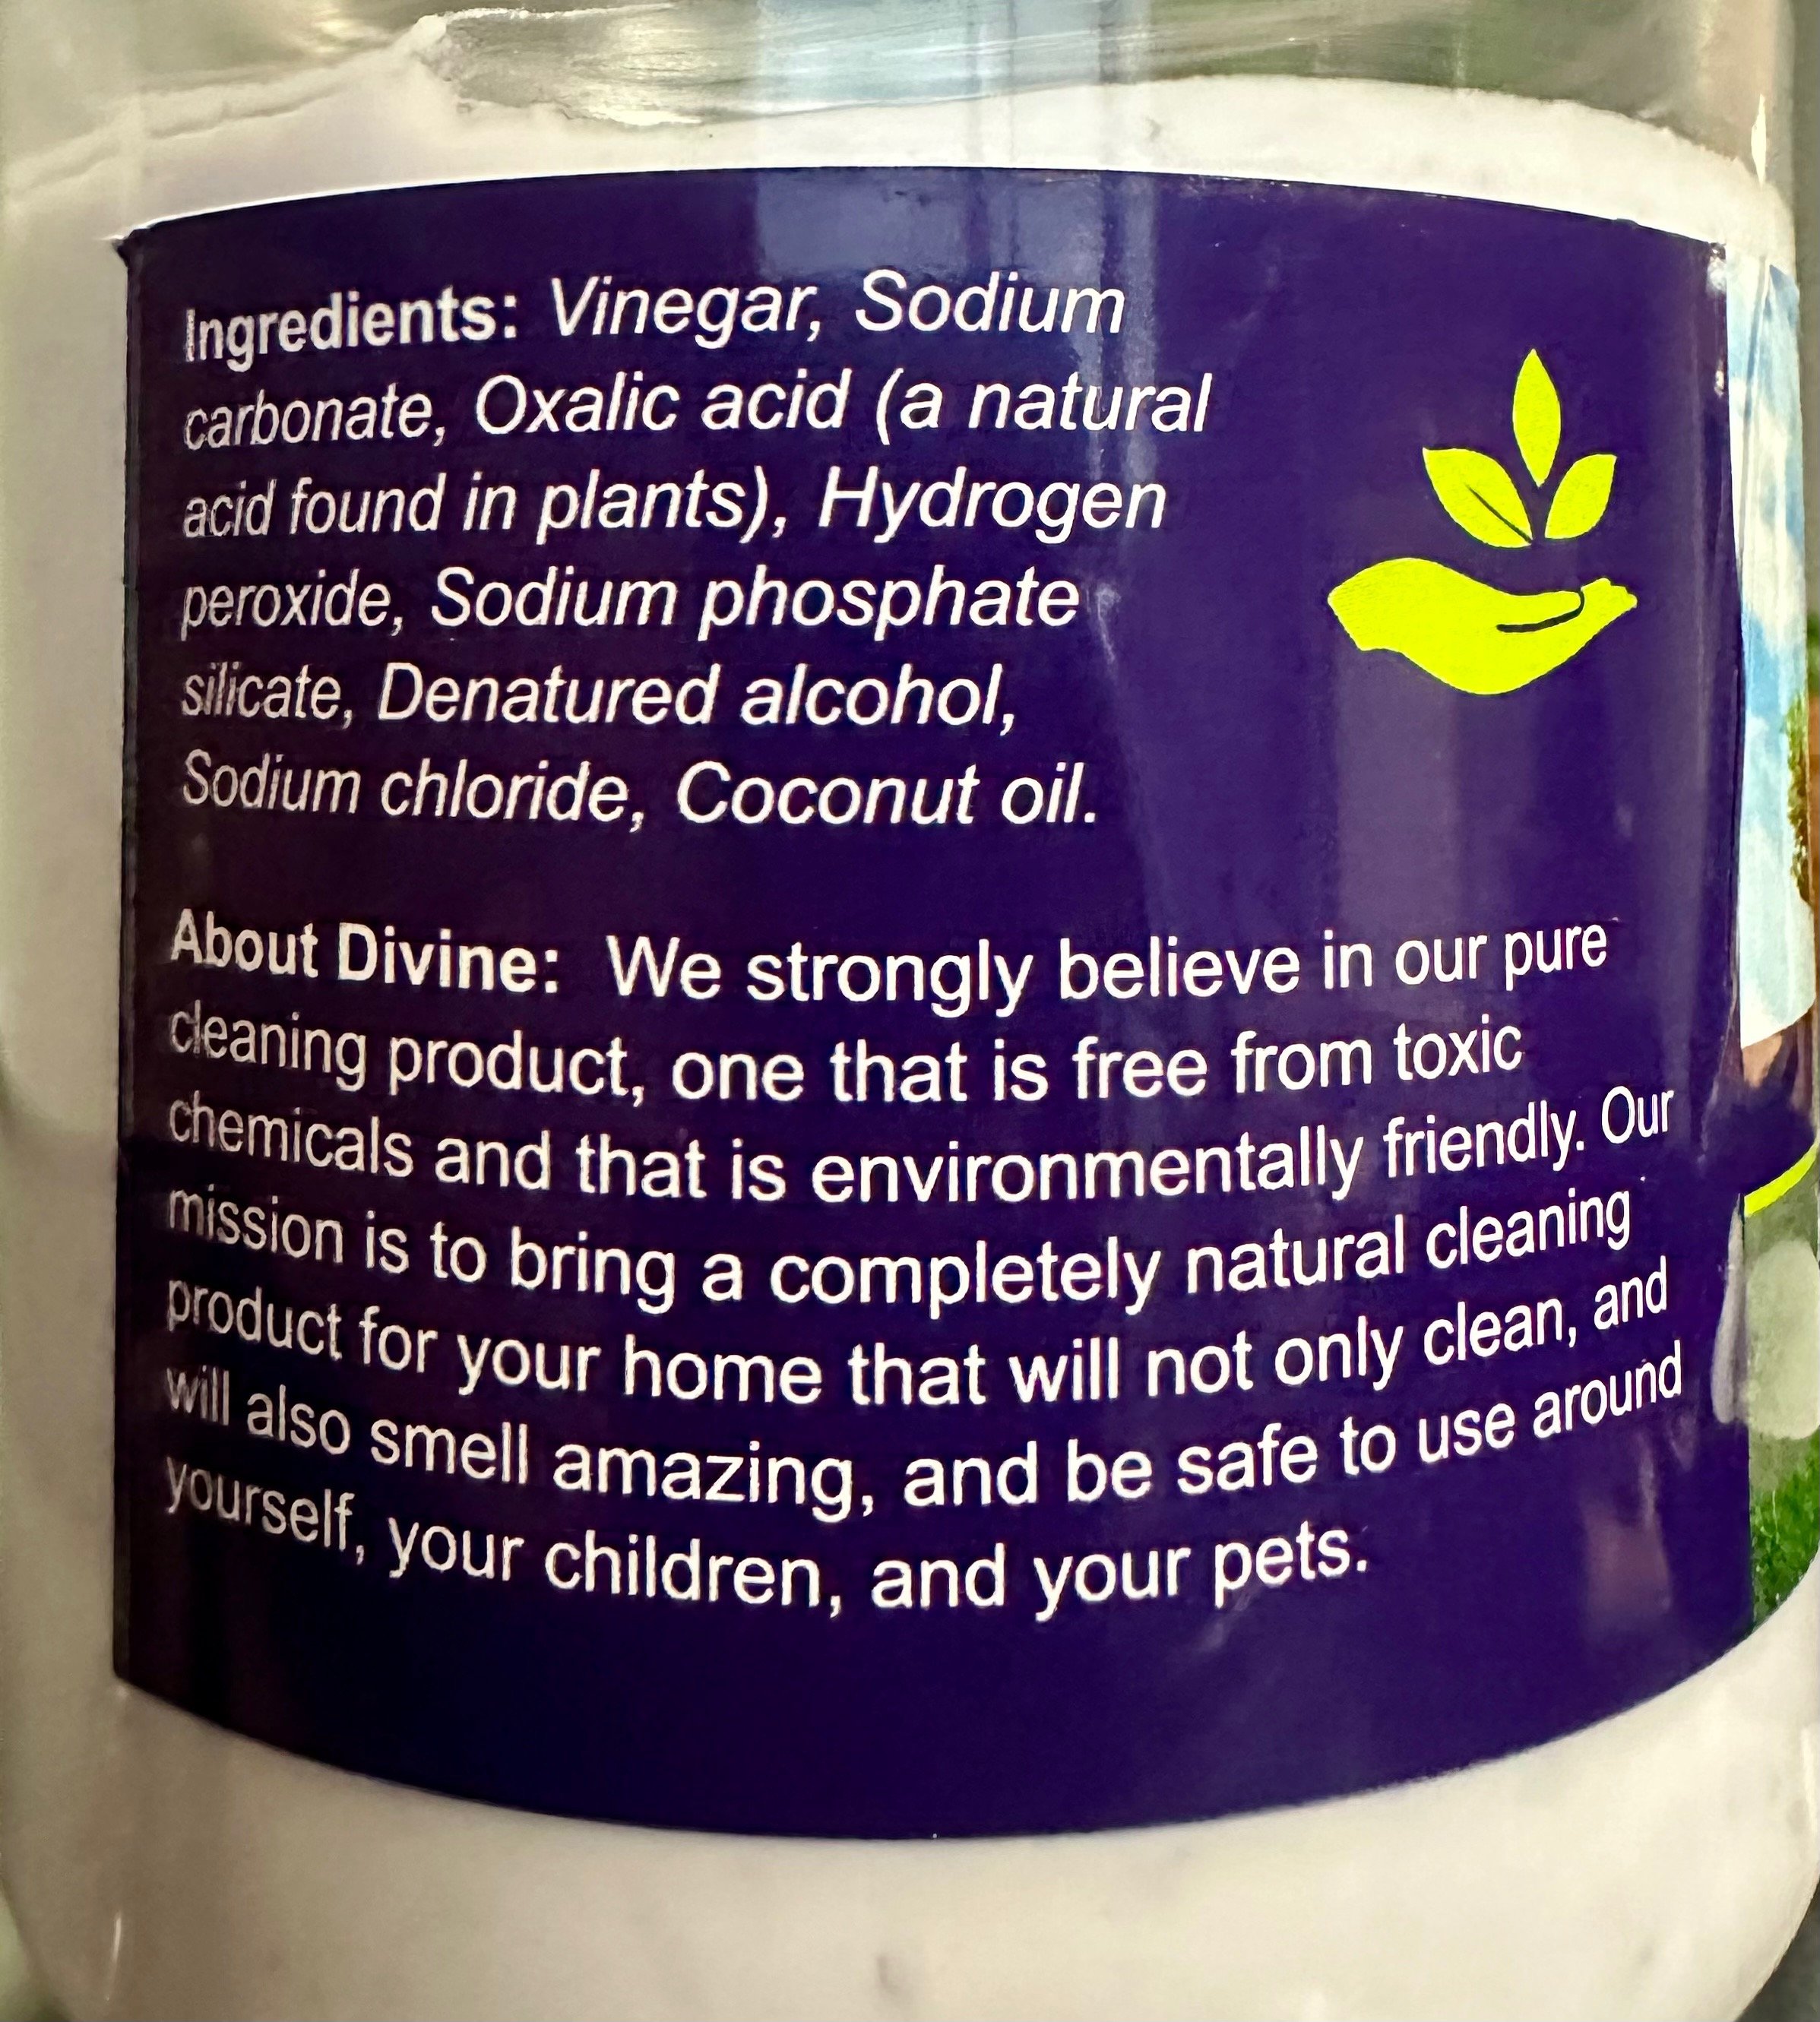 Ingredients: Vinegar, Sodium
carbonate, Oxalic acid (a natural
acid found in plants), Hydrogen
peroxide, Sodium phosphate
silicate, Denatured alcohol,
Sodium chloride, Coconut oil.
About Divine: We strongly believe in our pure
cleaning product, one that is free from toxic
chemicals and that is environmentally friendly. Our
mission is to bring a completely natural cleaning
product for your home that will not only clean, and
will also smell amazing, and be safe to use around
yourself, your children, and your pets.